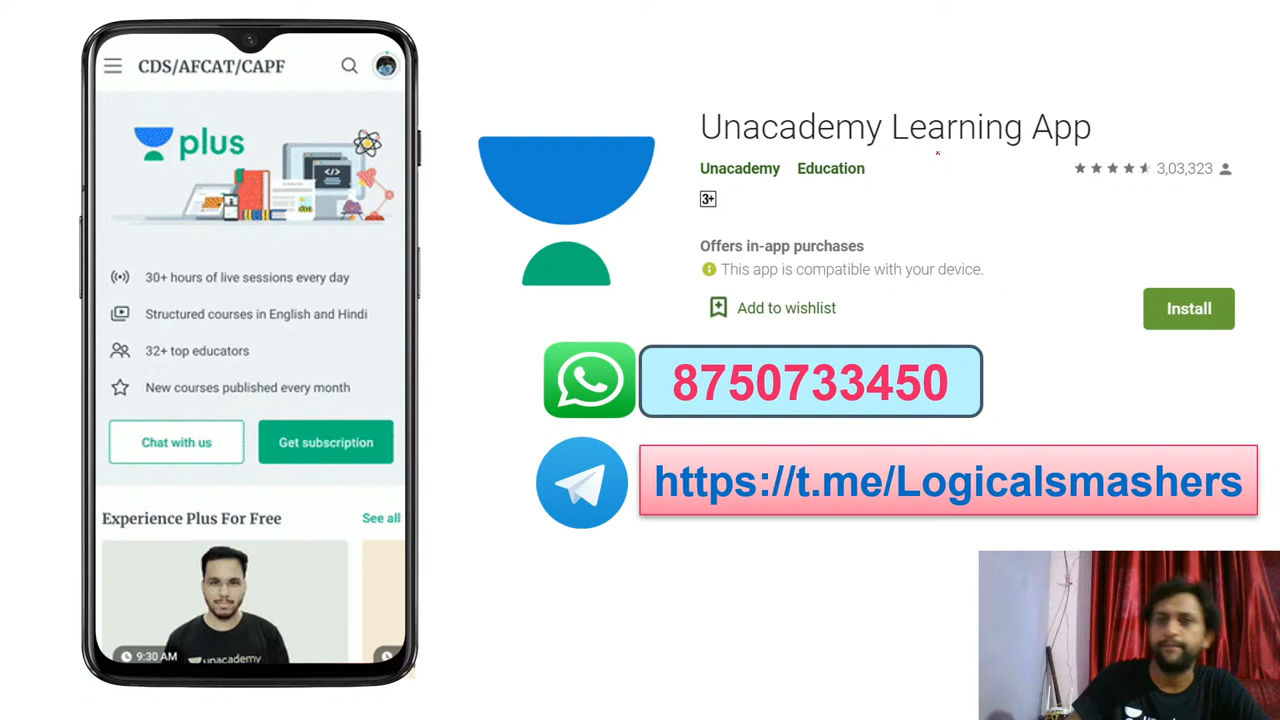 CDS/AFCAT/CAPF
plus
30+ hours of live sessions every day
Structured courses in English and Hindi
32+ top educators
New courses published every month
Chat with us
Get subscription
Experience Plus For Free
See all
unacademy
9:30 AM
Unacademy Learning App
Unacademy Education
3,03,323
3+
Offers in-app purchases
This app is compatible with your device.
Add to wishlist
Install
8750733450
https://t.me/Logicalsmashers